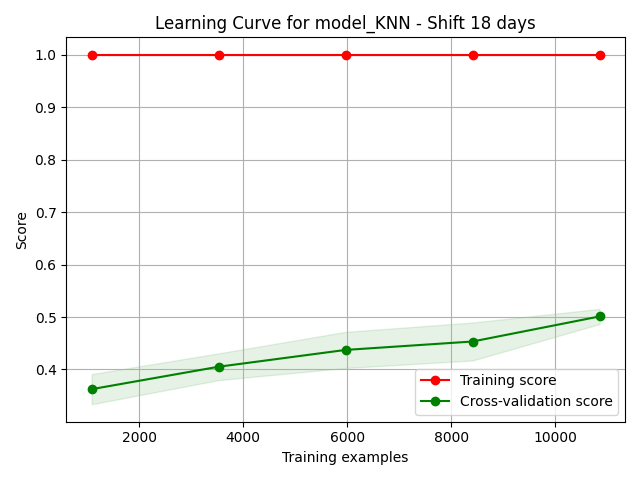 Learning Curve for model_KNN - Shift 18 days
Score
1.0
0.9
0.8
0.7
0.6
0.5
0.4
2000
4000
6000
8000
10000
Training examples
Training score
Cross-validation score